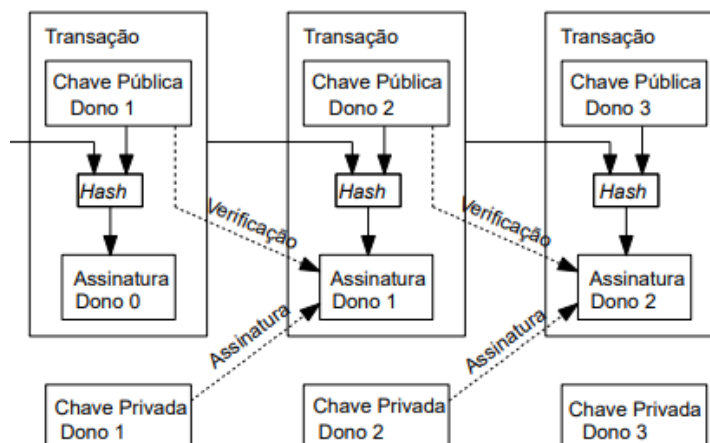 Transação
Chave Pública
Dono 1
Hash
Assinatura
Dono 0
Transação
Chave Pública
Dono 2
Hash
Verificação
Assinatura
Dono 1
Assinatura
Transação
Chave Pública
Dono 3
Hash
Verificação
Assinatura
Dono 2
Assinatura
Chave Privada
Dono 1
Chave Privada
Dono 2
Chave Privada
Dono 3